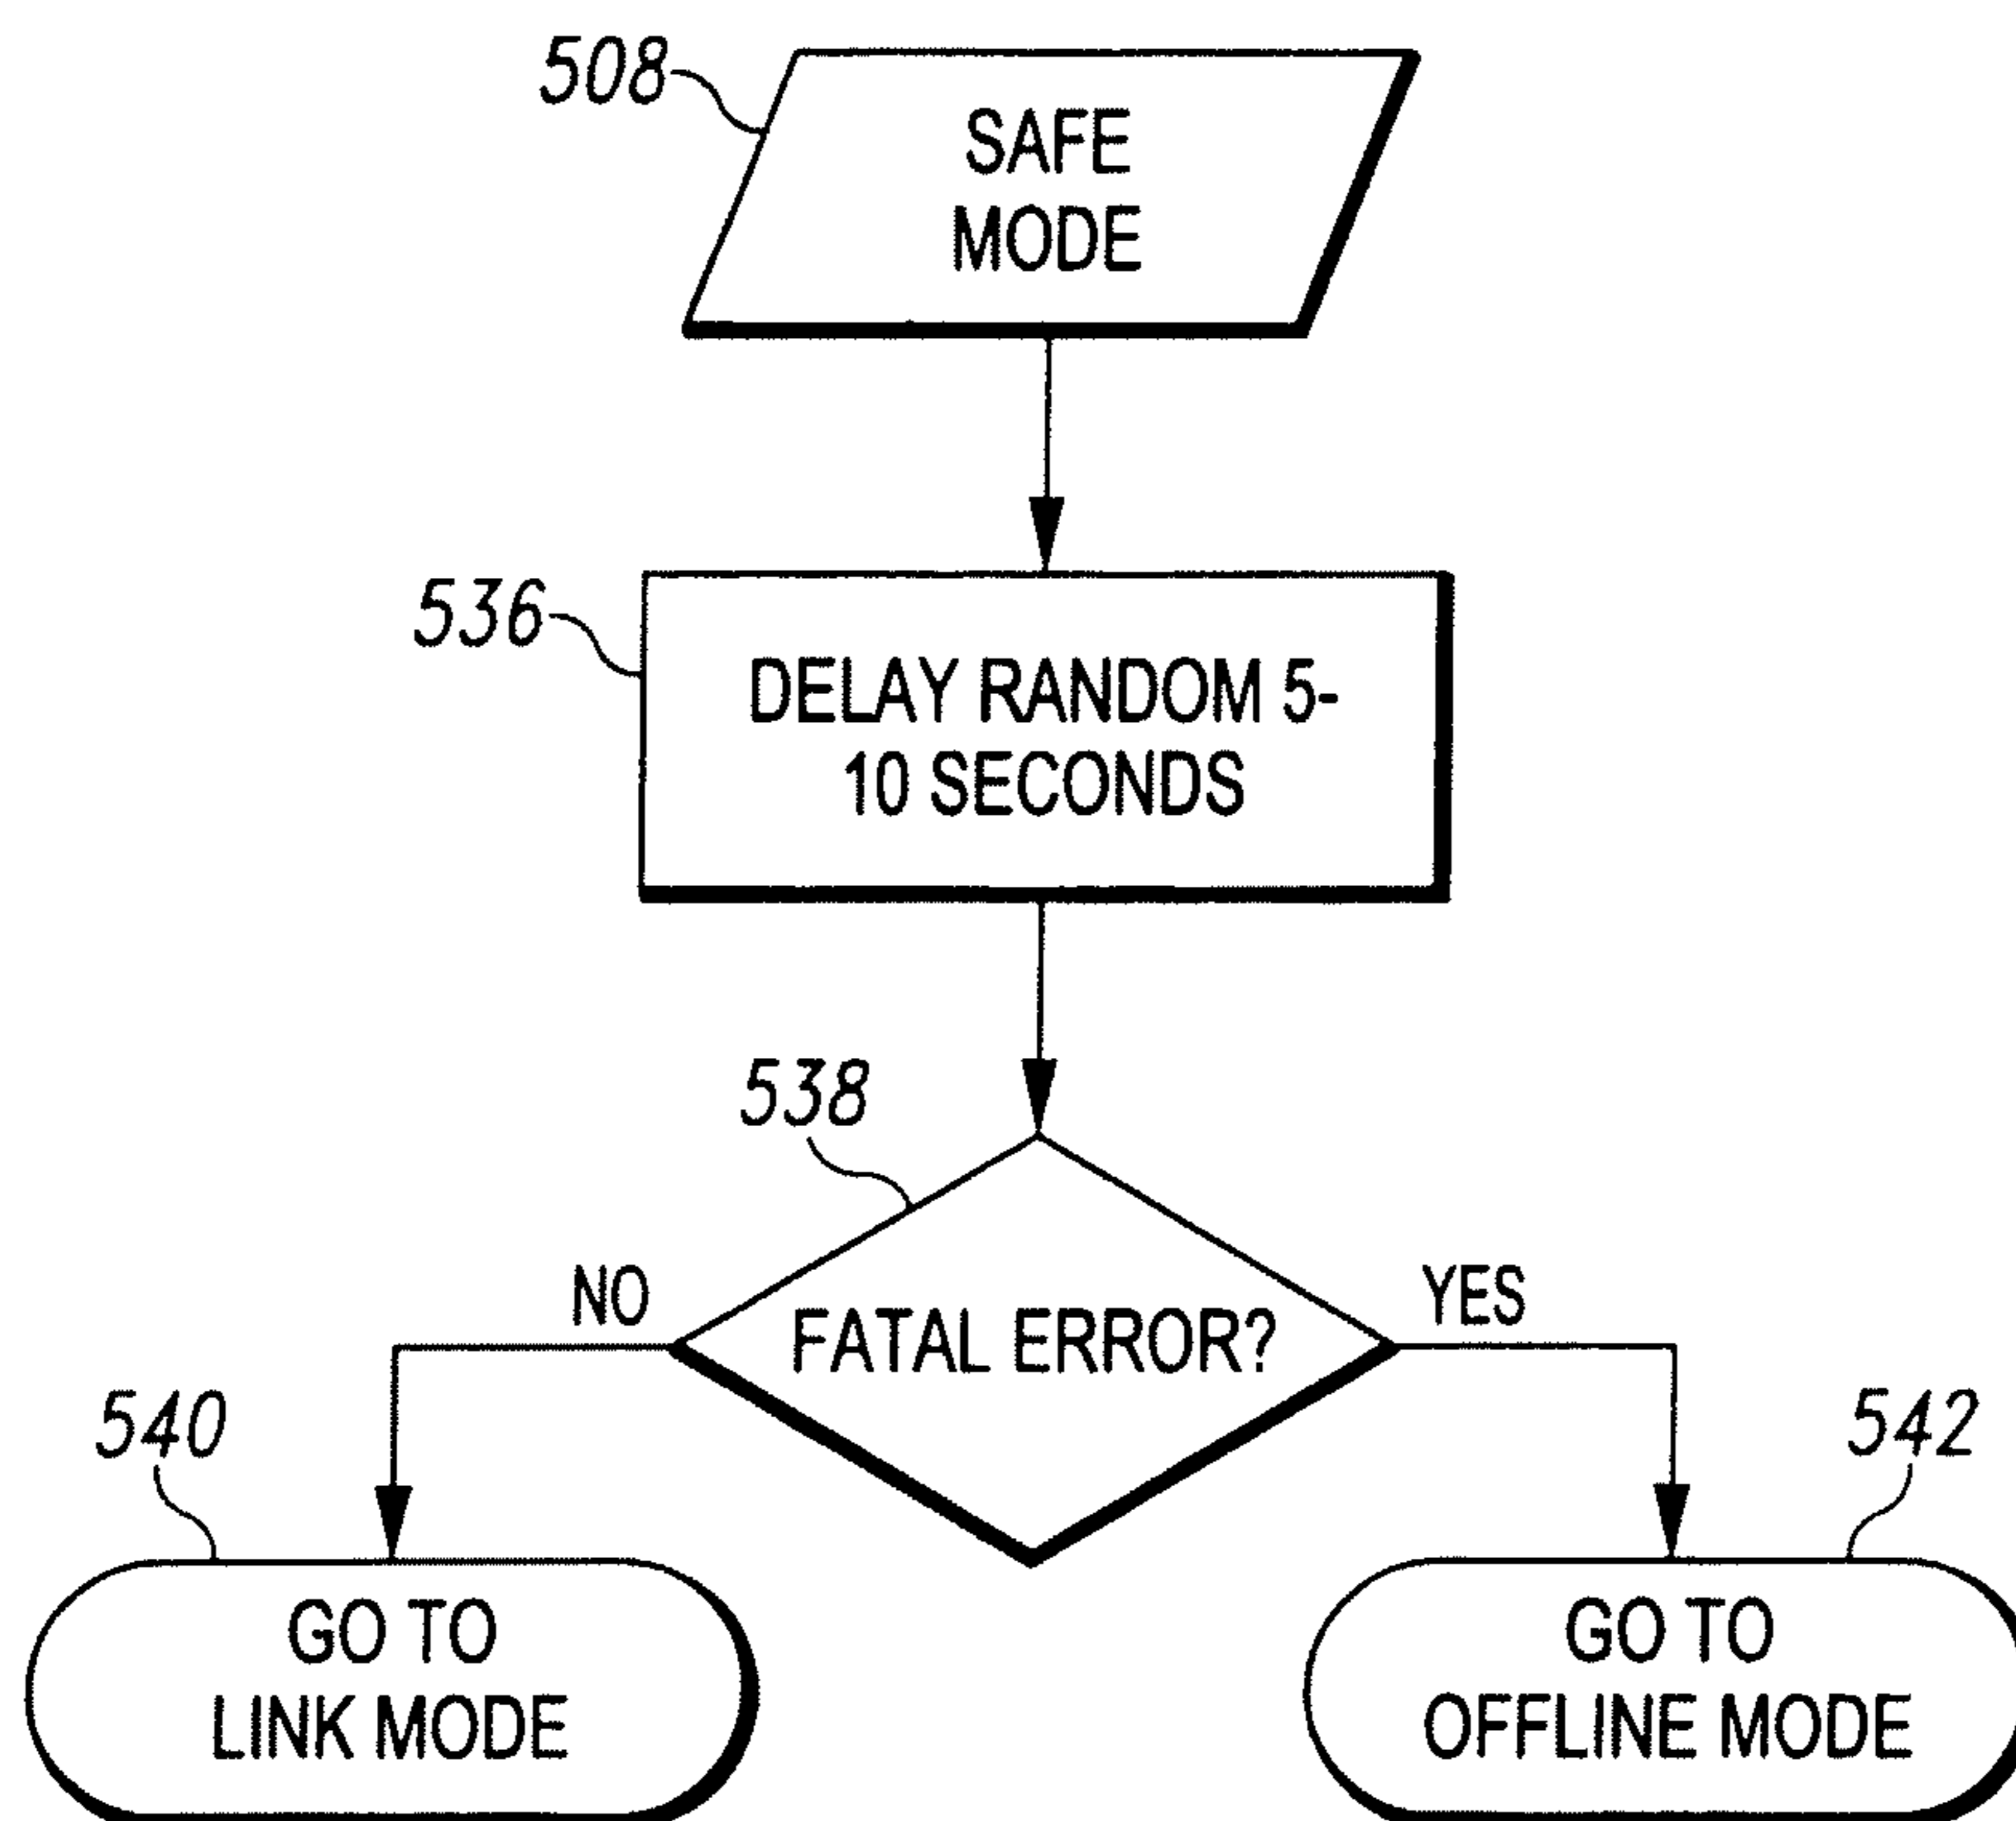 508
SAFE
MODE
536
DELAY RANDOM 5-
10 SECONDS
538
NO
FATAL ERROR?
YES
540
542
GO TO
LINK MODE
GO TO
OFFLINE MODE